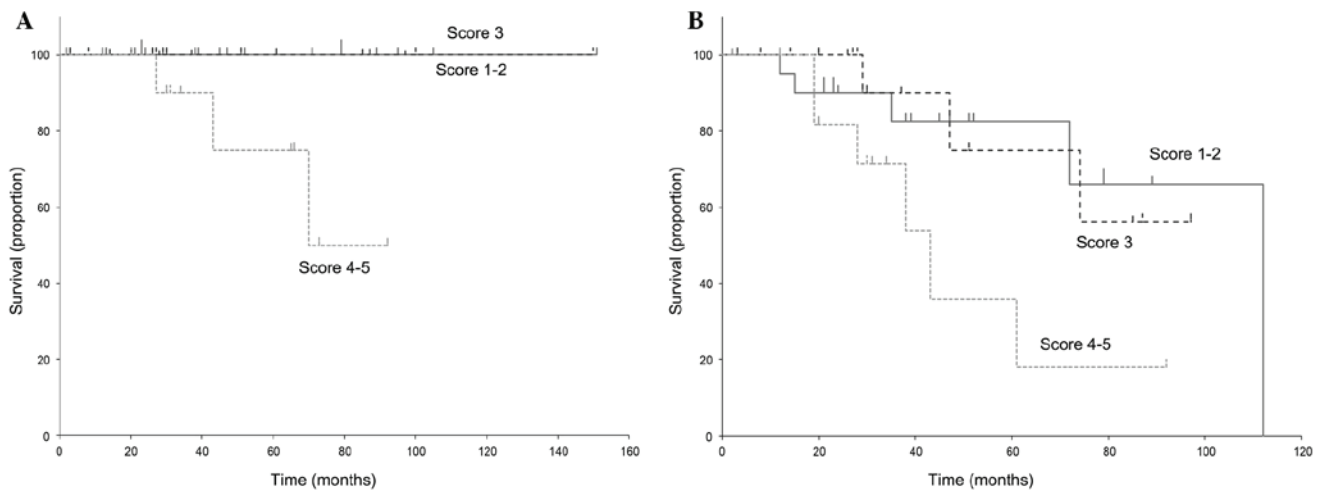 A
Survival (proportion)
100
80
60
40
20
0
Score 3
Score 1-2
Score 4-5
0 20 40 60 80 100 120 140 160
Time (months)
B
Survival (proportion)
100
80
60
40
20
0
Score 1-2
Score 3
Score 4-5
0 20 40 60 80 100 120
Time (months)